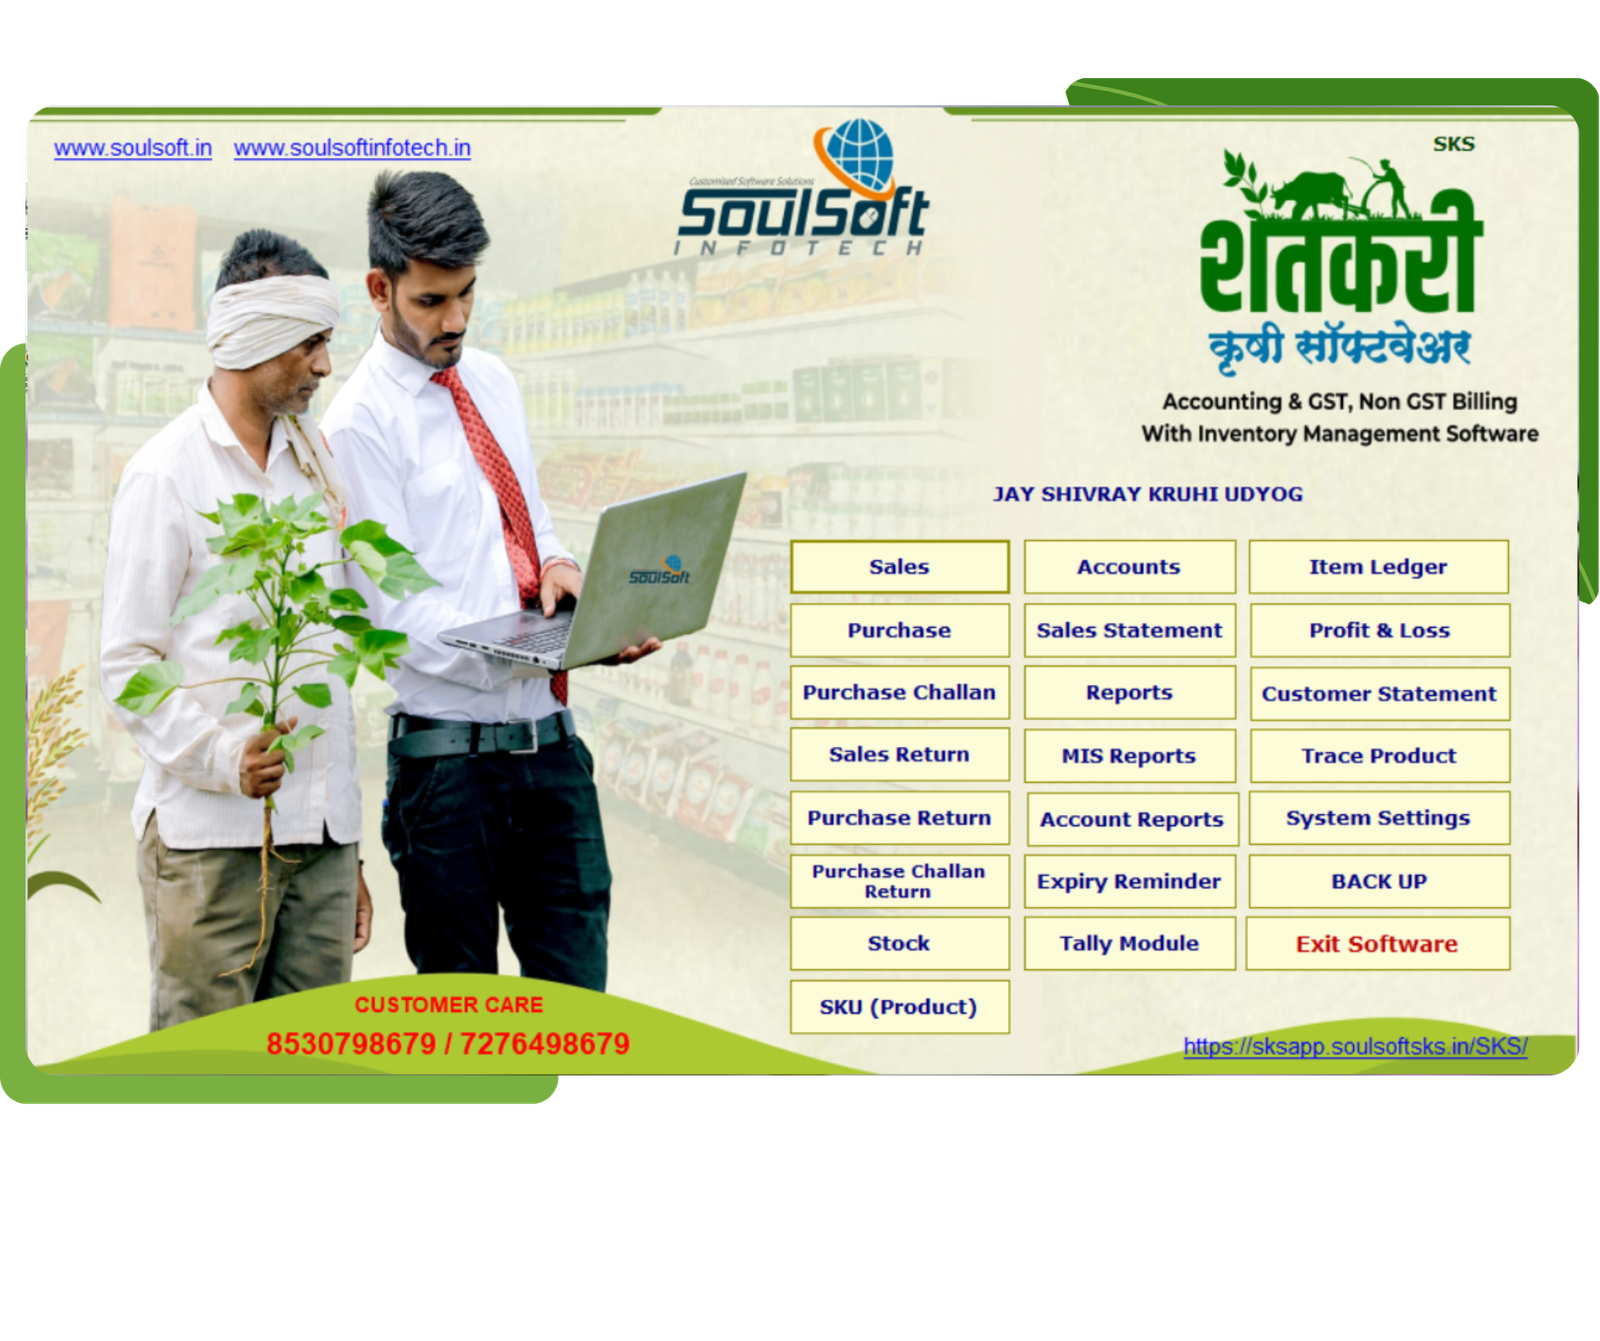 www.soulsoft.in www.soulsoftinfotech.in
Customised Software Solutions
SoulSoft
INFOTECH
SKS
शेतकरी
कृषी सॉफ्टवेअर
Accounting & GST, Non GST Billing
With Inventory Management Software
JAY SHIVRAY KRUHI UDYOG
SoulSoft
Sales Accounts Item Ledger
Purchase Sales Statement Profit & Loss
Purchase Challan Reports Customer Statement
Sales Return MIS Reports Trace Product
Purchase Return Account Reports System Settings
Purchase Challan
Return
Expiry Reminder BACK UP
Stock Tally Module Exit Software
SKU (Product)
CUSTOMER CARE
8530798679 / 7276498679
https://sksapp.soulsoftsks.in/SKS/